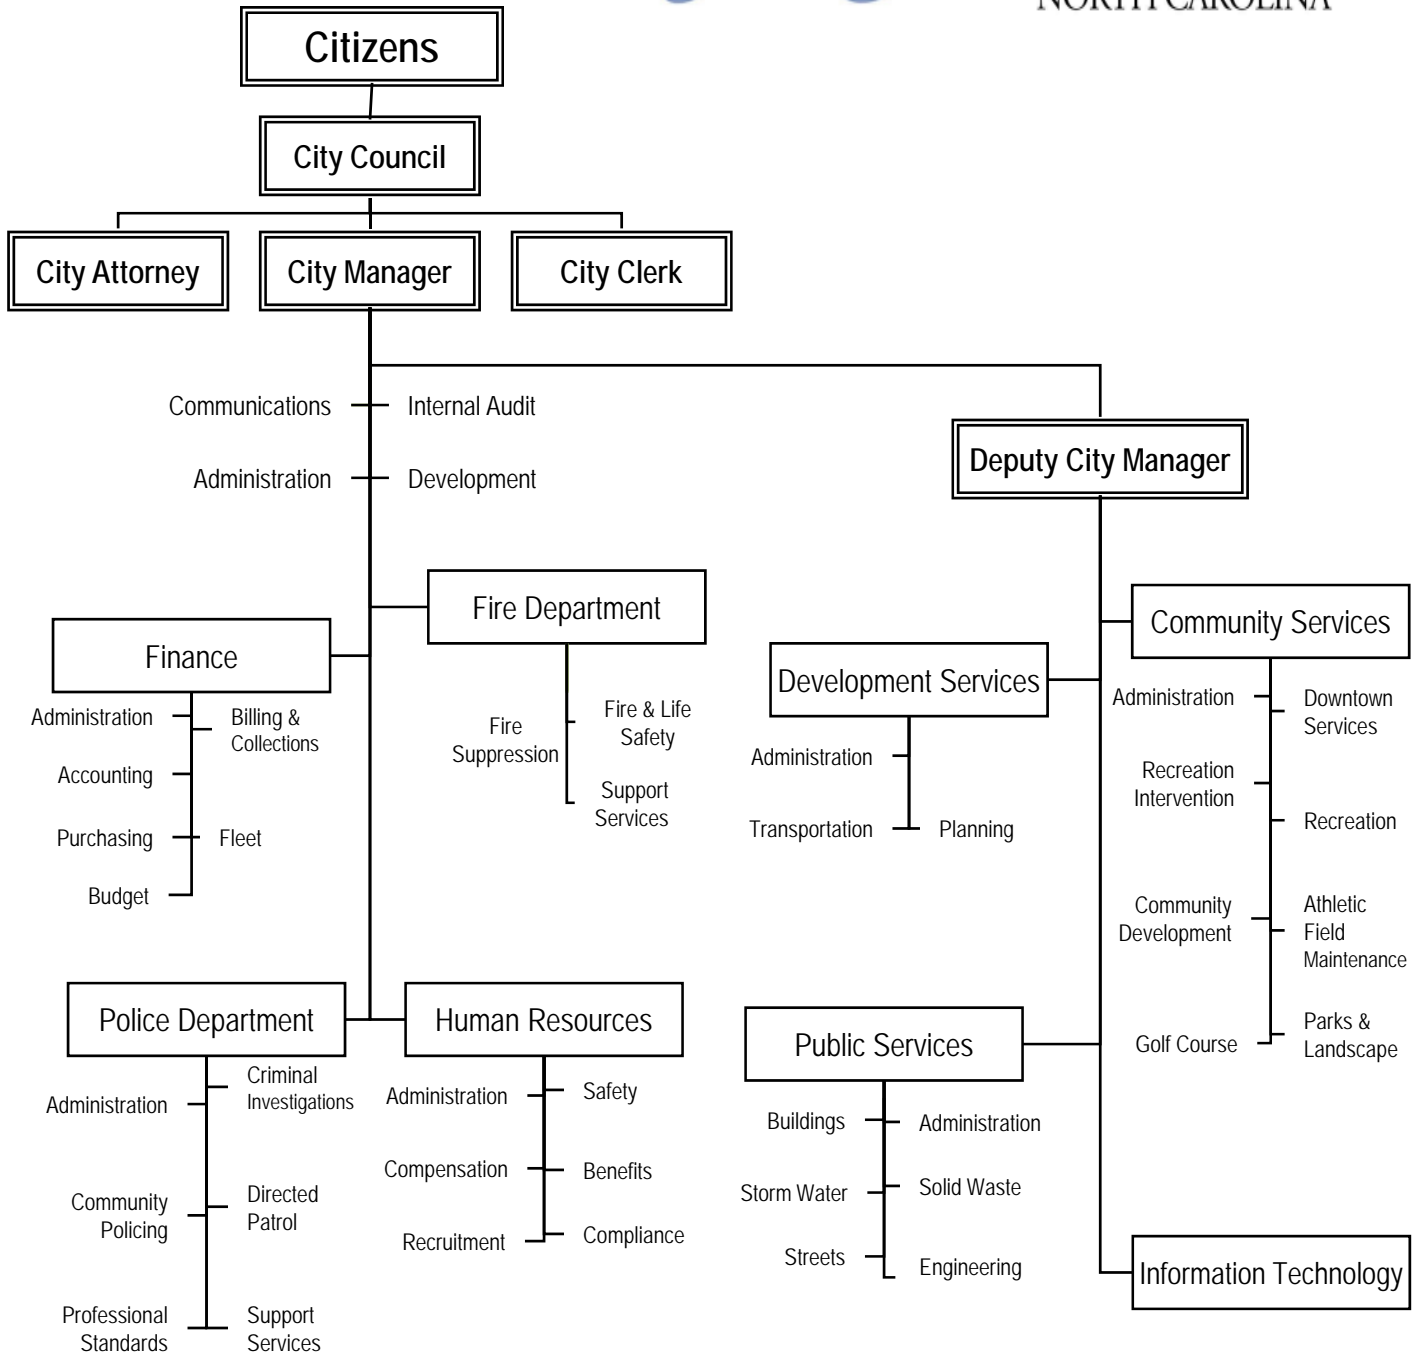 NORTH CAROLINA
Citizens
City Council
City Attorney
City Manager
City Clerk
Communications
Internal Audit
Administration
Development
Deputy City Manager
Fire Department
Fire
Suppression
Fire & Life
Safety
Support
Services
Finance
Administration
Billing &
Collections
Accounting
Purchasing
Fleet
Budget
Community Services
Administration
Downtown
Services
Recreation
Intervention
Recreation
Community
Development
Athletic
Field
Maintenance
Golf Course
Parks &
Landscape
Development Services
Administration
Transportation
Planning
Police Department
Administration
Criminal
Investigations
Community
Policing
Directed
Patrol
Professional
Standards
Support
Services
Human Resources
Administration
Safety
Compensation
Benefits
Recruitment
Compliance
Public Services
Buildings
Administration
Storm Water
Solid Waste
Streets
Engineering
Information Technology